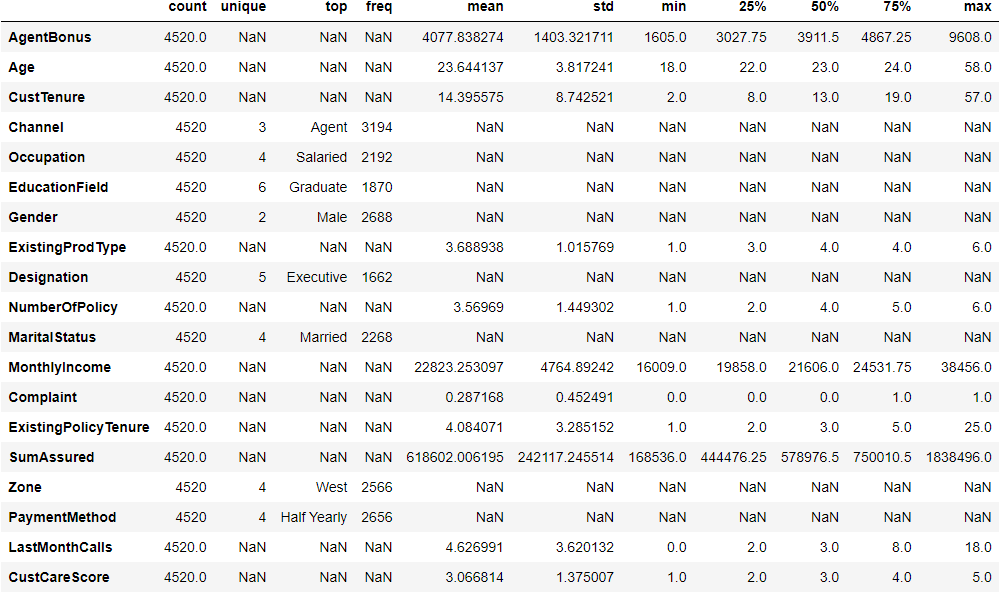 count unique top freq mean std min 25% 50% 75% max
AgentBonus 4520.0 NaN NaN NaN 4077.838274 1403.321711 1605.0 3027.75 3911.5 4867.25 9608.0
Age 4520.0 NaN NaN NaN 23.644137 3.817241 18.0 22.0 23.0 24.0 58.0
CustTenure 4520.0 NaN NaN NaN 14.395575 8.742521 2.0 8.0 13.0 19.0 57.0
Channel 4520 3 Agent 3194 NaN NaN NaN NaN NaN NaN NaN
Occupation 4520 4 Salaried 2192 NaN NaN NaN NaN NaN NaN NaN
EducationField 4520 6 Graduate 1870 NaN NaN NaN NaN NaN NaN NaN
Gender 4520 2 Male 2688 NaN NaN NaN NaN NaN NaN NaN
ExistingProdType 4520.0 NaN NaN NaN 3.688938 1.015769 1.0 3.0 4.0 4.0 6.0
Designation 4520 5 Executive 1662 NaN NaN NaN NaN NaN NaN NaN
NumberOfPolicy 4520.0 NaN NaN NaN 3.56969 1.449302 1.0 2.0 4.0 5.0 6.0
MaritalStatus 4520 4 Married 2268 NaN NaN NaN NaN NaN NaN NaN
MonthlyIncome 4520.0 NaN NaN NaN 22823.253097 4764.89242 16009.0 19858.0 21606.0 24531.75 38456.0
Complaint 4520.0 NaN NaN NaN 0.287168 0.452491 0.0 0.0 0.0 1.0 1.0
ExistingPolicyTenure 4520.0 NaN NaN NaN 4.084071 3.285152 1.0 2.0 3.0 5.0 25.0
SumAssured 4520.0 NaN NaN NaN 618602.006195 242117.245514 168536.0 444476.25 578976.5 750010.5 1838496.0
Zone 4520 4 West 2566 NaN NaN NaN NaN NaN NaN NaN
PaymentMethod 4520 4 Half Yearly 2656 NaN NaN NaN NaN NaN NaN NaN
LastMonthCalls 4520.0 NaN NaN NaN 4.626991 3.620132 0.0 2.0 3.0 8.0 18.0
CustCareScore 4520.0 NaN NaN NaN 3.066814 1.375007 1.0 2.0 3.0 4.0 5.0